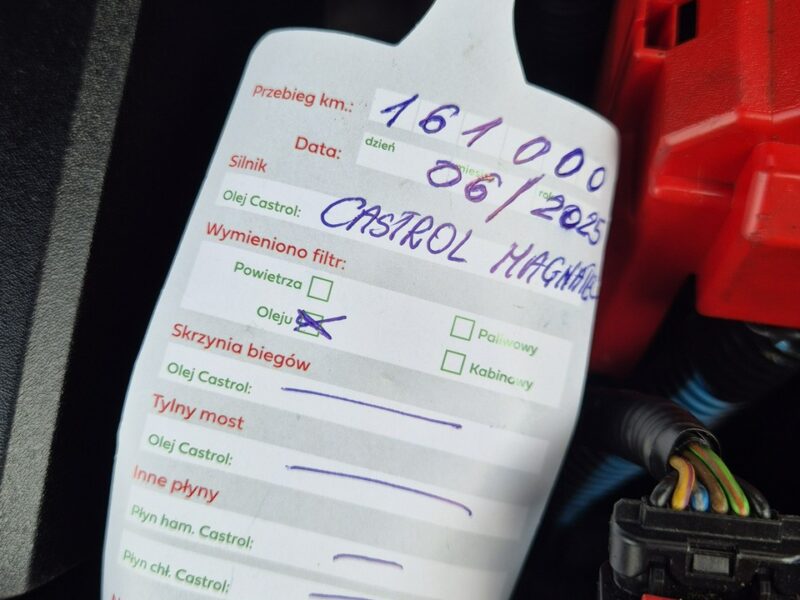 Przebieg km.: 161 000
Data: dzień 06/2025
Silnik
Olej Castrol: CASTROL MAGNATEC
Wymieniono filtr:
Powietrza
Oleju
Paliwowy
Kabinowy
Skrzynia biegów
Olej Castrol:
Tylny most
Olej Castrol:
Inne płyny
Płyn ham. Castrol:
Płyn chł. Castrol: